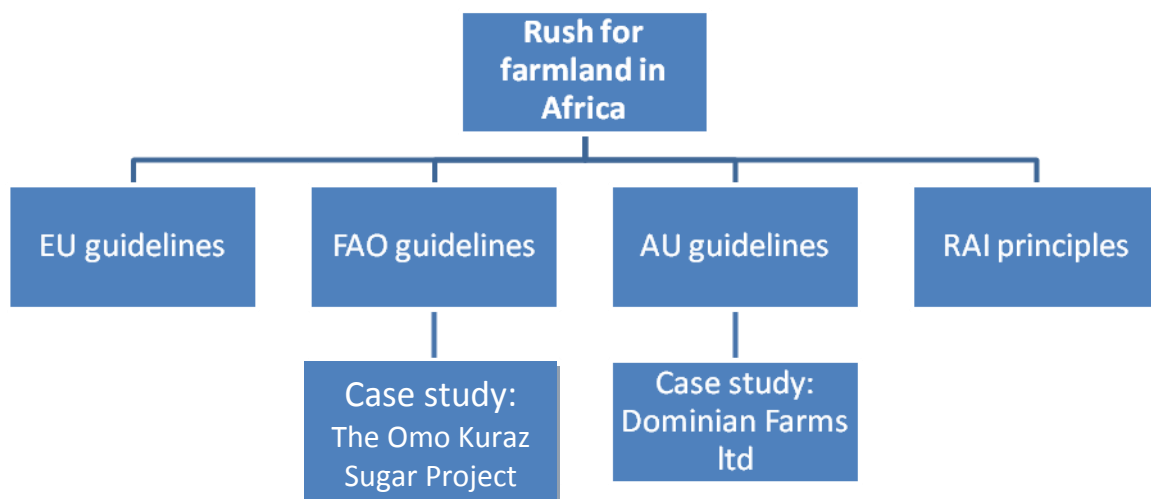 Rush for
farmland in
Africa
EU guidelines
FAO guidelines
AU guidelines
RAI principles
Case study:
The Omo Kuraz
Sugar Project
Case study:
Dominian Farms
ltd